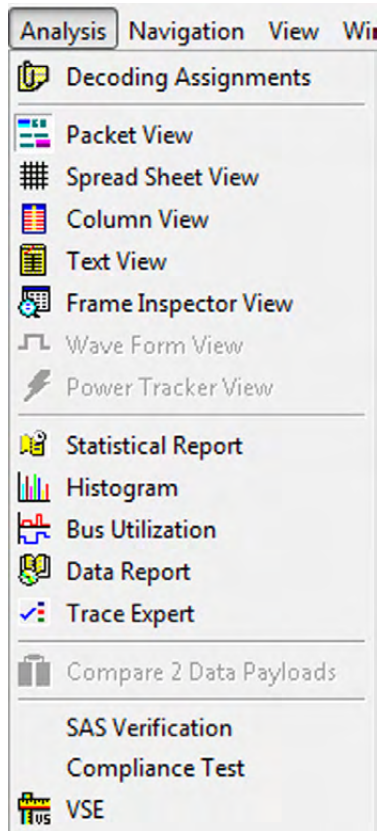 Analysis Navigation View Wi
Decoding Assignments
Packet View
Spread Sheet View
Column View
Text View
Frame Inspector View
Wave Form View
Power Tracker View
Statistical Report
Histogram
Bus Utilization
Data Report
Trace Expert
Compare 2 Data Payloads
SAS Verification
Compliance Test
VSE